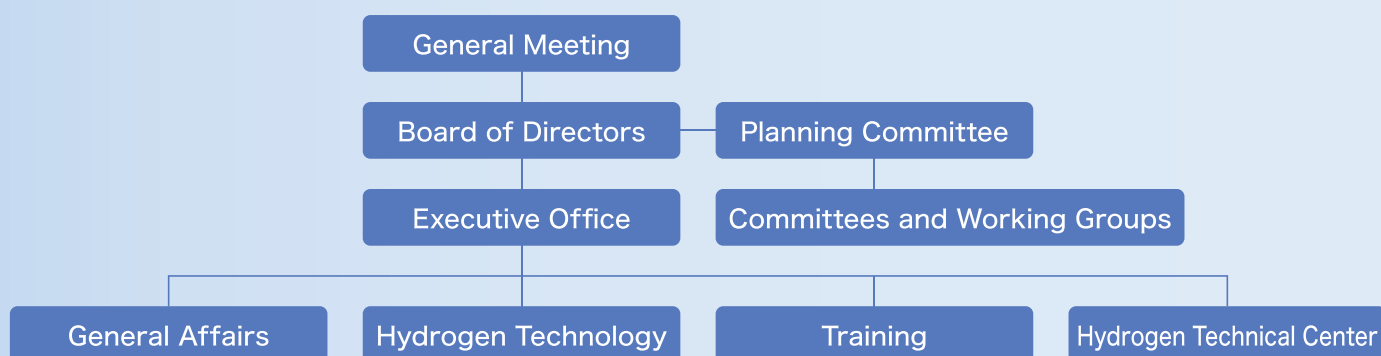 General Meeting
Board of Directors
Planning Committee
Executive Office
Committees and Working Groups
General Affairs
Hydrogen Technology
Training
Hydrogen Technical Center